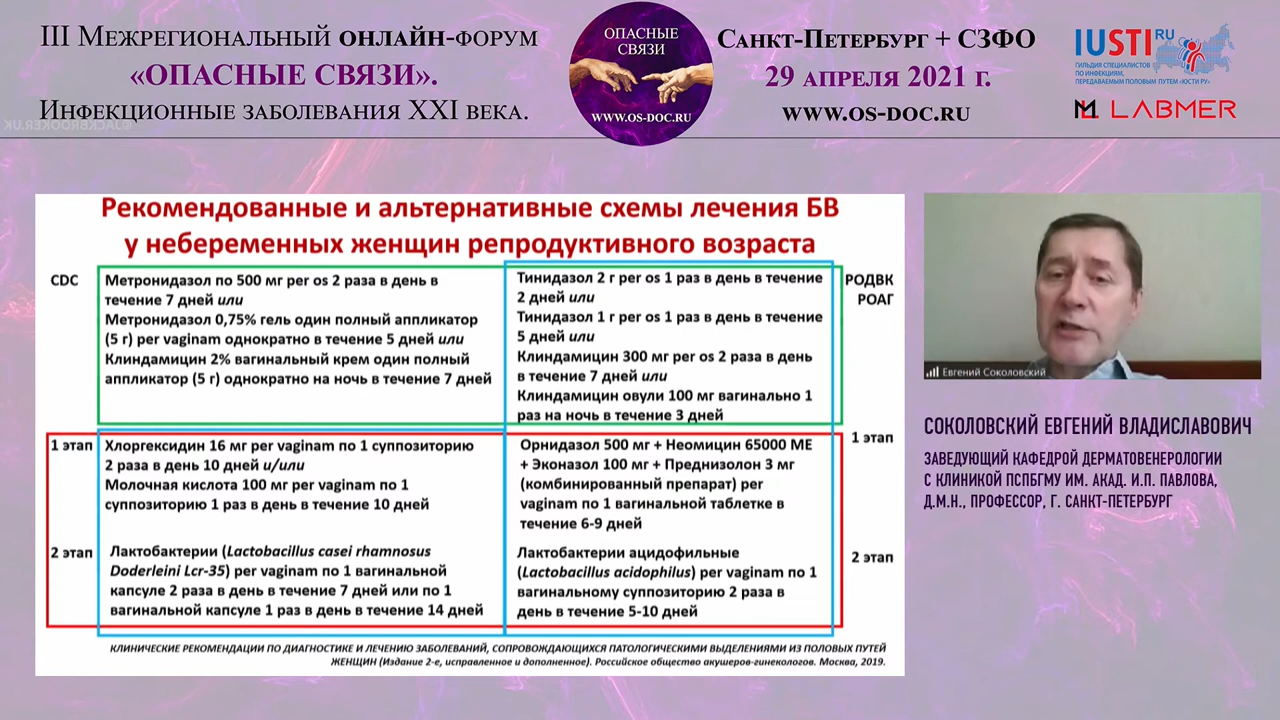 III Межрегиональный онлайн-форум
«ОПАСНЫЕ СВЯЗИ».
Инфекционные заболевания XXI века.
@JACKBROOKER.UK
ОПАСНЫЕ
СВЯЗИ
WWW.OS-DOC.RU
Санкт-Петербург + СЗФО
29 апреля 2021 г.
www.os-doc.ru
IUSTI RU
ГИЛЬДИЯ СПЕЦИАЛИСТОВ
ПО ИНФЕКЦИЯМ,
ПЕРЕДАВАЕМЫМ ПОЛОВЫМ ПУТЕМ «ЮСТИ РУ»
LABMER
Рекомендованные и альтернативные схемы лечения БВ
у небеременных женщин репродуктивного возраста
CDC
Метронидазол по 500 мг per os 2 раза в день в
течение 7 дней или
Метронидазол 0,75% гель один полный аппликатор
(5 г) per vaginam однократно в течение 5 дней или
Клиндамицин 2% вагинальный крем один полный
аппликатор (5 г) однократно на ночь в течение 7 дней
Тинидазол 2 г per os 1 раз в день в течение
2 дней или
Тинидазол 1 г per os 1 раз в день в течение
5 дней или
Клиндамицин 300 мг per os 2 раза в день
в течение 7 дней или
Клиндамицин овули 100 мг вагинально 1
раз на ночь в течение 3 дней
РОДВК
РОАГ
1 этап
Хлоргексидин 16 мг per vaginam по 1 суппозиторию
2 раза в день 10 дней и/или
Молочная кислота 100 мг per vaginam по 1
суппозиторию 1 раз в день в течение 10 дней
Орнидазол 500 мг + Неомицин 65000 МЕ
+ Эконазол 100 мг + Преднизолон 3 мг
(комбинированный препарат) per
vaginam по 1 вагинальной таблетке в
течение 6-9 дней
1 этап
2 этап
Лактобактерии (Lactobacillus casei rhamnosus
Doderleini Lcr-35) per vaginam по 1 вагинальной
капсуле 2 раза в день в течение 7 дней или по 1
вагинальной капсуле 1 раз в день в течение 14 дней
Лактобактерии ацидофильные
(Lactobacillus acidophilus) per vaginam по 1
вагинальному суппозиторию 2 раза в
день в течение 5-10 дней
2 этап
КЛИНИЧЕСКИЕ РЕКОМЕНДАЦИИ ПО ДИАГНОСТИКЕ И ЛЕЧЕНИЮ ЗАБОЛЕВАНИЙ, СОПРОВОЖДАЮЩИХСЯ ПАТОЛОГИЧЕСКИМИ ВЫДЕЛЕНИЯМИ ИЗ ПОЛОВЫХ ПУТЕЙ
ЖЕНЩИН (Издание 2-е, исправленное и дополненное). Российское общество акушеров-гинекологов. Москва, 2019.
Евгений Соколовский
СОКОЛОВСКИЙ ЕВГЕНИЙ ВЛАДИСЛАВОВИЧ
ЗАВЕДУЮЩИЙ КАФЕДРОЙ ДЕРМАТОВЕНЕРОЛОГИИ
С КЛИНИКОЙ ПСПБГМУ ИМ. АКАД. И.П. ПАВЛОВА,
Д.М.Н., ПРОФЕССОР, Г. САНКТ-ПЕТЕРБУРГ